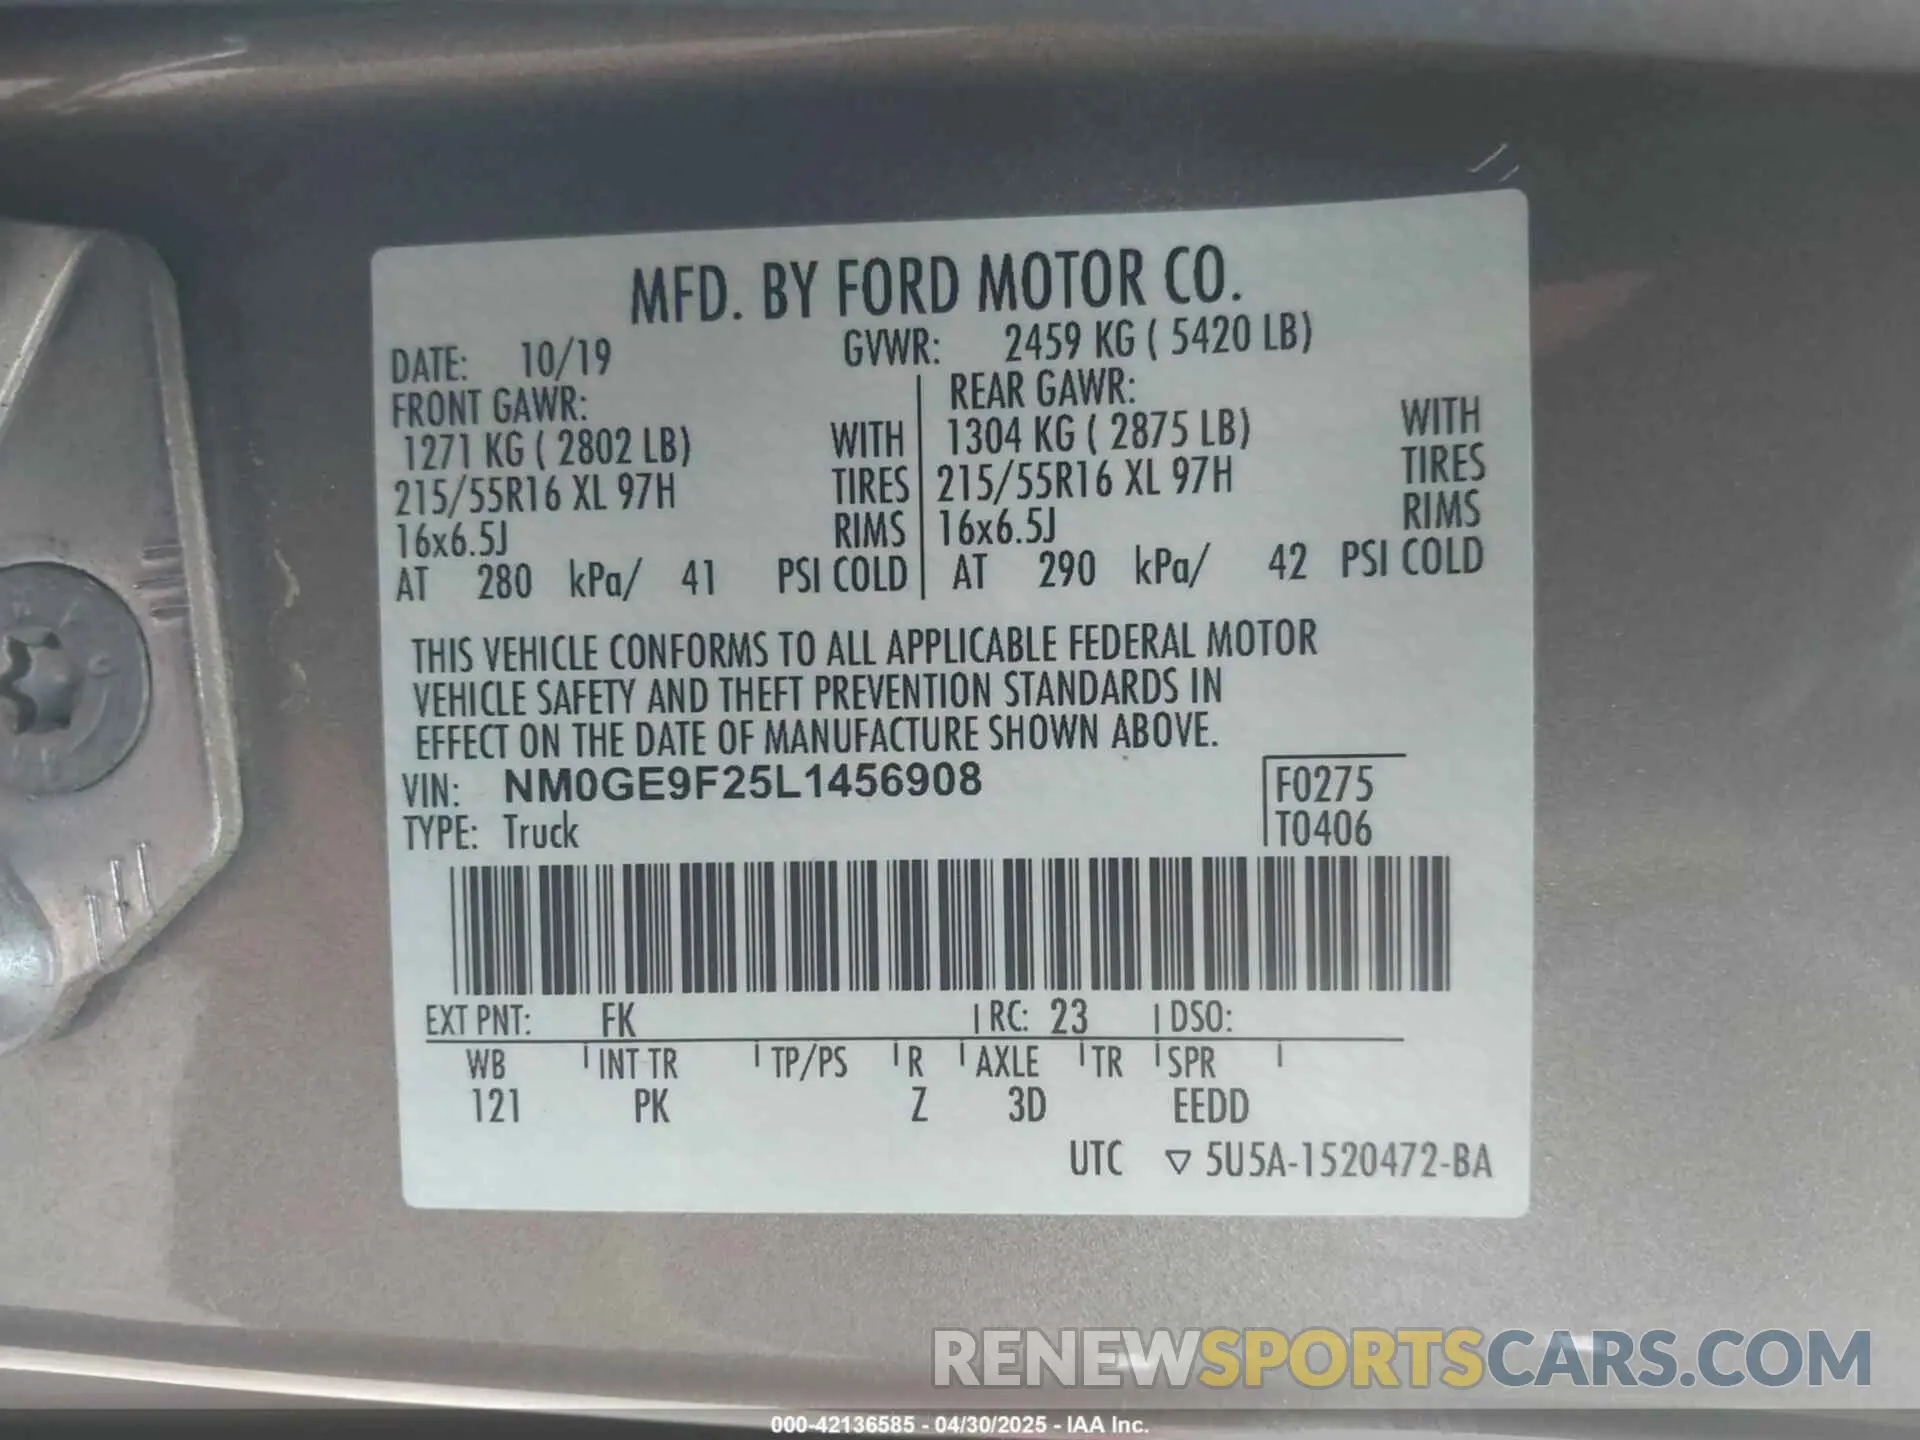 MFD. BY FORD MOTOR CO.
DATE: 10/19 GVWR: 2459 KG ( 5420 LB)
FRONT GAWR: REAR GAWR:
1271 KG ( 2802 LB) WITH 1304 KG ( 2875 LB) WITH
215/55R16 XL 97H TIRES 215/55R16 XL 97H TIRES
16x6.5J RIMS 16x6.5J RIMS
AT 280 kPa/ 41 PSI COLD AT 290 kPa/ 42 PSI COLD
THIS VEHICLE CONFORMS TO ALL APPLICABLE FEDERAL MOTOR
VEHICLE SAFETY AND THEFT PREVENTION STANDARDS IN
EFFECT ON THE DATE OF MANUFACTURE SHOWN ABOVE.
VIN: NM0GE9F25L1456908 F0275
TYPE: Truck T0406
EXT PNT: FK RC: 23 DSO:
WB INT TR TP/PS R AXLE TR SPR
121 PK Z 3D EEDD
UTC ▽ 5U5A-1520472-BA
RENEWSPORTSCARS.COM
000-42136585 - 04/30/2025 - IAA Inc.